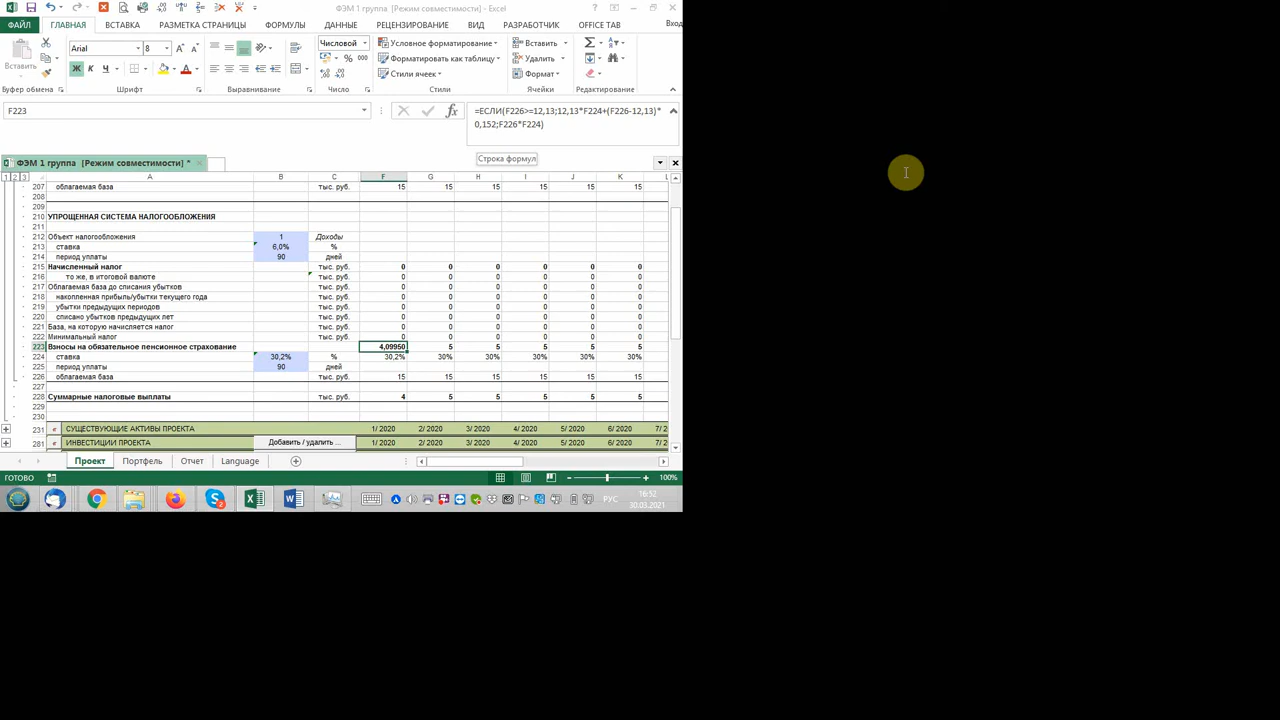 ФЭМ 1 группа [Режим совместимости] - Excel
ФАЙЛ ГЛАВНАЯ ВСТАВКА РАЗМЕТКА СТРАНИЦЫ ФОРМУЛЫ ДАННЫЕ РЕЦЕНЗИРОВАНИЕ ВИД РАЗРАБОТЧИК OFFICE TAB Вход
Вставить
Arial 8
Ж К Ч
Числовой
% 000
Условное форматирование
Форматировать как таблицу
Стили ячеек
Вставить
Удалить
Формат
Буфер обмена Шрифт Выравнивание Число Стили Ячейки Редактирование
F223
=ЕСЛИ(F226>=12,13;12,13*F224+(F226-12,13)*
0,152;F226*F224)
Строка формул
ФЭМ 1 группа [Режим совместимости] *
1 2 3 A B C F G H I J K L
207 облагаемая база тыс. руб. 15 15 15 15 15 15
208
209
210 УПРОЩЕННАЯ СИСТЕМА НАЛОГООБЛОЖЕНИЯ
211
212 Объект налогообложения 1 Доходы
213 ставка 6,0% %
214 период уплаты 90 дней
215 Начисленный налог тыс. руб. 0 0 0 0 0 0
216 то же, в итоговой валюте тыс. руб. 0 0 0 0 0 0
217 Облагаемая база до списания убытков тыс. руб. 0 0 0 0 0 0
218 накопленная прибыль/убытки текущего года тыс. руб. 0 0 0 0 0 0
219 убытки предыдущих периодов тыс. руб. 0 0 0 0 0 0
220 списано убытков предыдущих лет тыс. руб. 0 0 0 0 0 0
221 База, на которую начисляется налог тыс. руб. 0 0 0 0 0 0
222 Минимальный налог тыс. руб. 0 0 0 0 0 0
223 Взносы на обязательное пенсионное страхование 4,09950 5 5 5 5 5
224 ставка 30,2% % 30,2% 30% 30% 30% 30% 30%
225 период уплаты 90 дней
226 облагаемая база тыс. руб. 15 15 15 15 15 15
227
228 Суммарные налоговые выплаты тыс. руб. 4 5 5 5 5 5
229
230
231 СУЩЕСТВУЮЩИЕ АКТИВЫ ПРОЕКТА 1/ 2020 2/ 2020 3/ 2020 4/ 2020 5/ 2020 6/ 2020 7/ 2
281 ИНВЕСТИЦИИ ПРОЕКТА Добавить / удалить ... 1/ 2020 2/ 2020 3/ 2020 4/ 2020 5/ 2020 6/ 2020 7/ 2
Проект Портфель Отчет Language
ГОТОВО 100%
РУС 16:52
30.03.2021